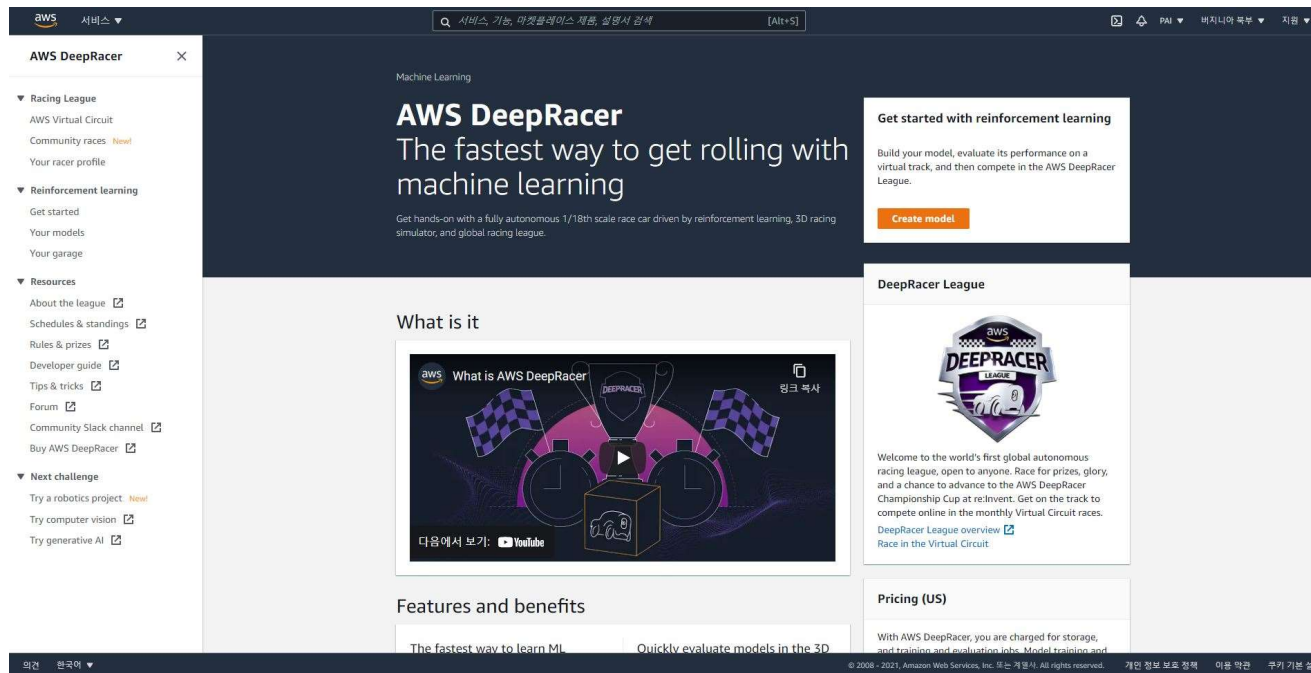 aws 서비스 ▼
서비스, 기능, 마켓플레이스 제품, 설명서 검색 [Alt+S]
PAI ▼ 버지니아 북부 ▼ 지원 ▼
AWS DeepRacer
▼ Racing League
AWS Virtual Circuit
Community races New!
Your racer profile
▼ Reinforcement learning
Get started
Your models
Your garage
▼ Resources
About the league
Schedules & standings
Rules & prizes
Developer guide
Tips & tricks
Forum
Community Slack channel
Buy AWS DeepRacer
▼ Next challenge
Try a robotics project New!
Try computer vision
Try generative AI
Machine Learning
AWS DeepRacer
The fastest way to get rolling with
machine learning
Get hands-on with a fully autonomous 1/18th scale race car driven by reinforcement learning, 3D racing
simulator, and global racing league.
Get started with reinforcement learning
Build your model, evaluate its performance on a
virtual track, and then compete in the AWS DeepRacer
League.
Create model
What is it
aws What is AWS DeepRacer
링크 복사
DEEPRACER
다음에서 보기: YouTube
DeepRacer League
aws
DEEPRACER
LEAGUE
Welcome to the world's first global autonomous
racing league, open to anyone. Race for prizes, glory,
and a chance to advance to the AWS DeepRacer
Championship Cup at re:Invent. Get on the track to
compete online in the monthly Virtual Circuit races.
DeepRacer League overview
Race in the Virtual Circuit
Features and benefits
The fastest way to learn ML
Quickly evaluate models in the 3D
Pricing (US)
With AWS DeepRacer, you are charged for storage,
and training and evaluation jobs. Model training and
의견 한국어 ▼
© 2008 - 2021, Amazon Web Services, Inc. 또는 계열사. All rights reserved. 개인 정보 보호 정책 이용 약관 쿠키 기본